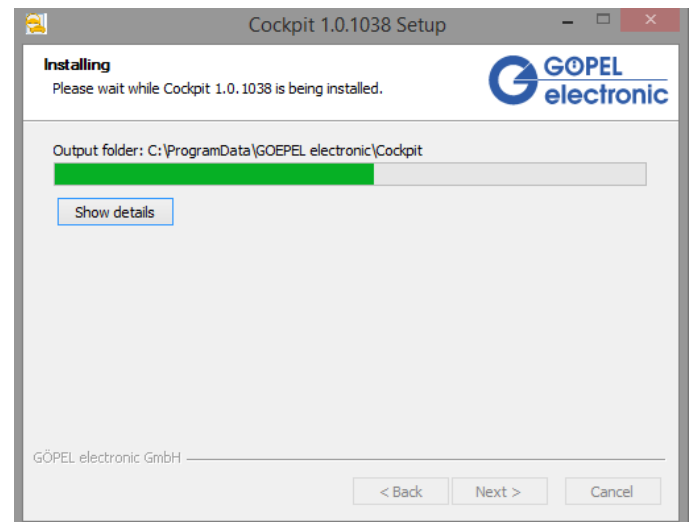 Cockpit 1.0.1038 Setup
Installing
Please wait while Cockpit 1.0.1038 is being installed.
GÖPEL
electronic
Output folder: C:\ProgramData\GOEPEL electronic\Cockpit
Show details
GÖPEL electronic GmbH
< Back Next > Cancel